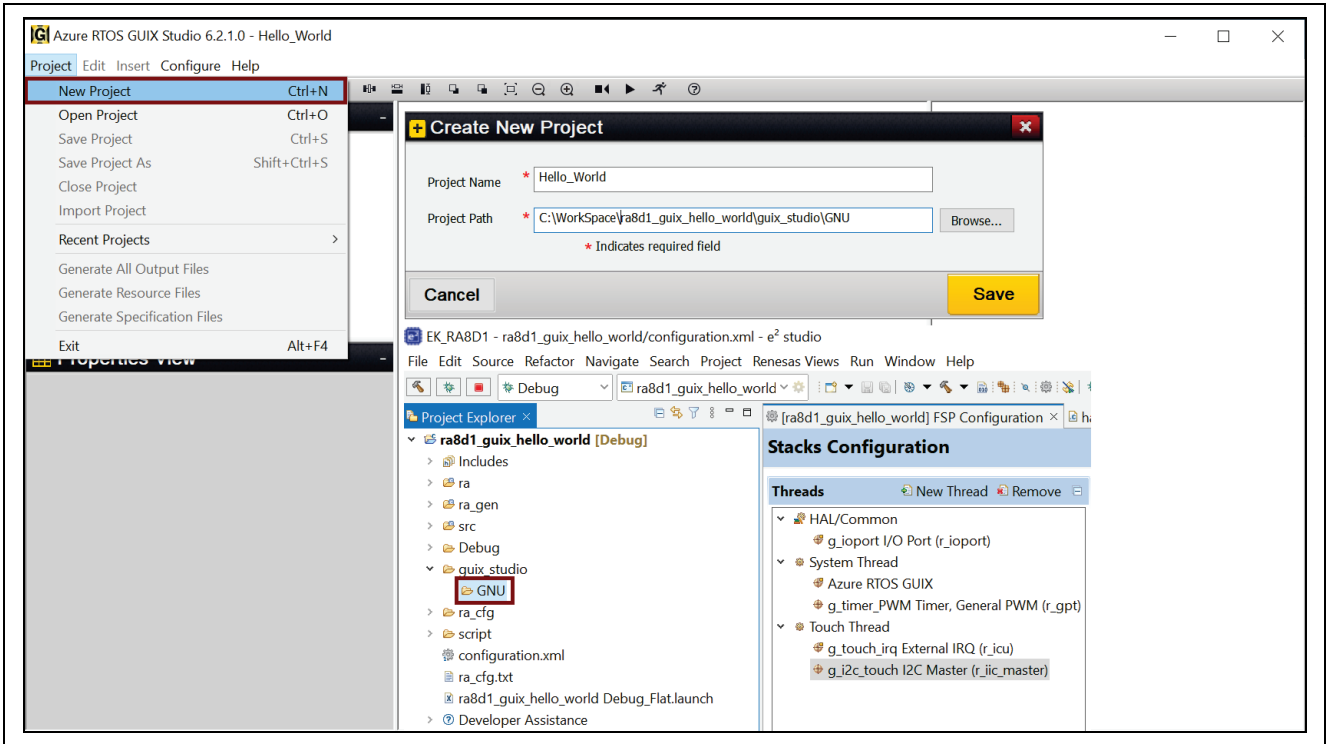 Azure RTOS GUIX Studio 6.2.1.0 - Hello_World
Project Edit Insert Configure Help
New Project Ctrl+N
Open Project Ctrl+O
Save Project Ctrl+S
Save Project As Shift+Ctrl+S
Close Project
Import Project
Recent Projects
Generate All Output Files
Generate Resource Files
Generate Specification Files
Exit Alt+F4
Properties View
Create New Project
Project Name * Hello_World
Project Path * C:\WorkSpace\ra8d1_guix_hello_world\guix_studio\GNU Browse...
* Indicates required field
Cancel Save
EK_RA8D1 - ra8d1_guix_hello_world/configuration.xml - e² studio
File Edit Source Refactor Navigate Search Project Renesas Views Run Window Help
Debug ra8d1_guix_hello_world
Project Explorer
ra8d1_guix_hello_world [Debug]
Includes
ra
ra_gen
src
Debug
guix_studio
GNU
ra_cfg
script
configuration.xml
ra_cfg.txt
ra8d1_guix_hello_world Debug_Flat.launch
Developer Assistance
[ra8d1_guix_hello_world] FSP Configuration
Stacks Configuration
Threads New Thread Remove
HAL/Common
g_ioport I/O Port (r_ioport)
System Thread
Azure RTOS GUIX
g_timer_PWM Timer, General PWM (r_gpt)
Touch Thread
g_touch_irq External IRQ (r_icu)
g_i2c_touch I2C Master (r_iic_master)